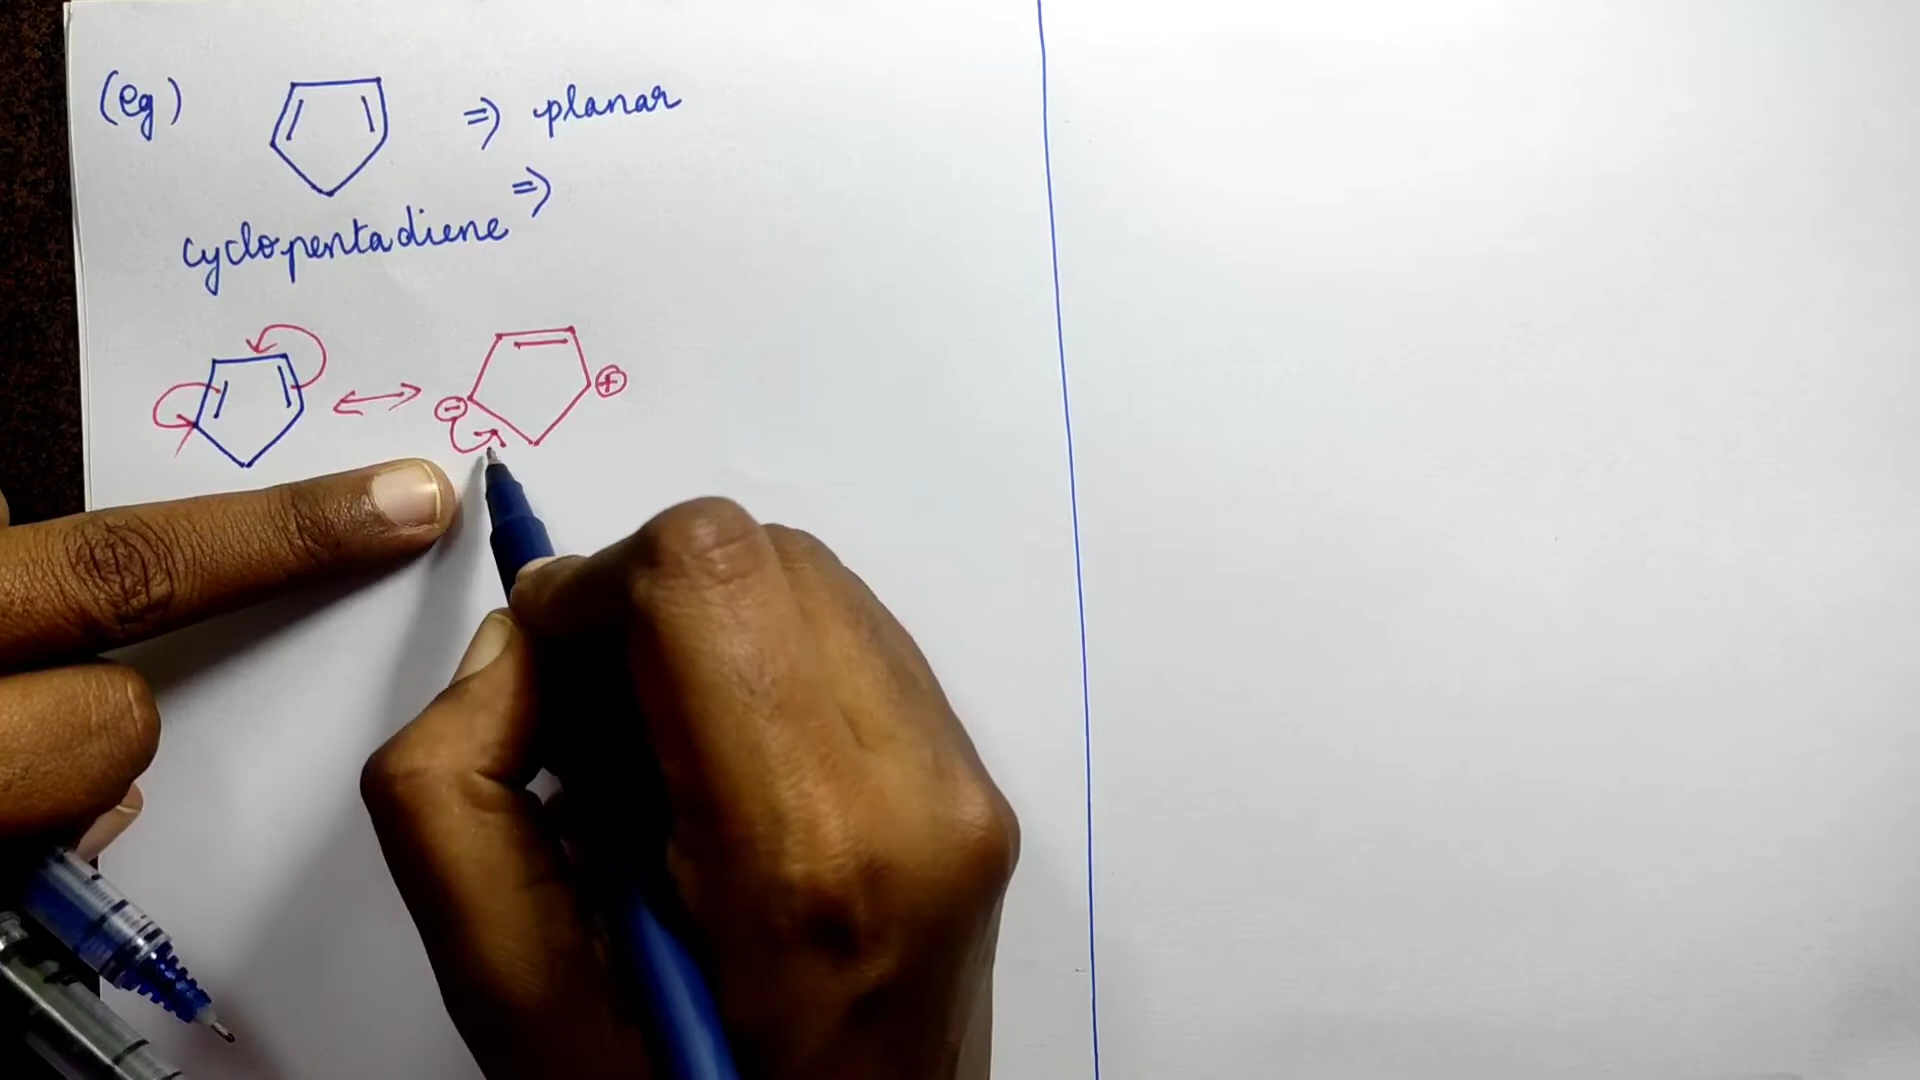 (eg) => planar
=>
cyclopentadiene
⊖ ⊕